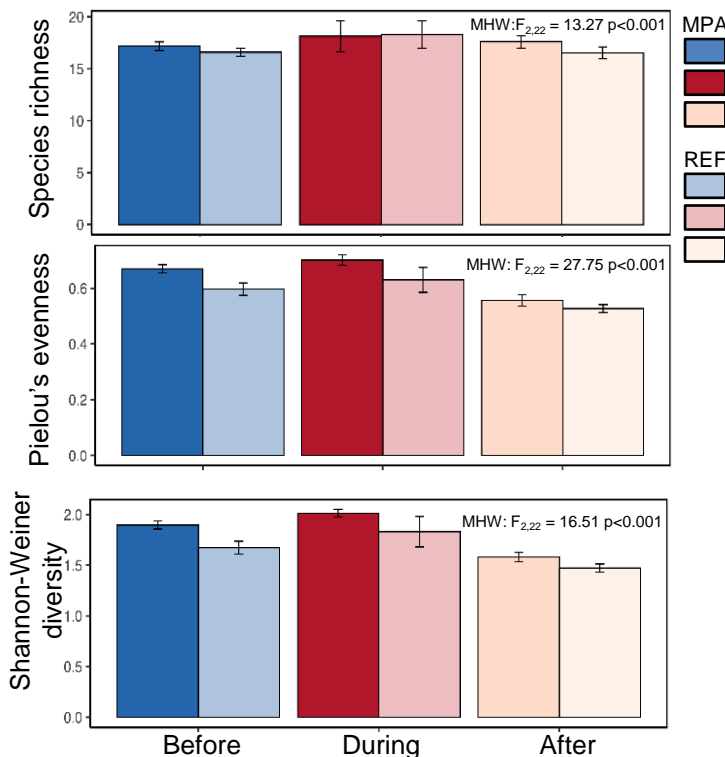 Species richness
20
15
10
5
0
MHW:F2,22 = 13.27 p<0.001
MPA
REF
Pielou's evenness
0.6
0.4
0.2
0.0
MHW: F2,22 = 27.75 p<0.001
Shannon-Weiner
diversity
2.0
1.5
1.0
0.5
0.0
MHW: F2,22 = 16.51 p<0.001
Before During After